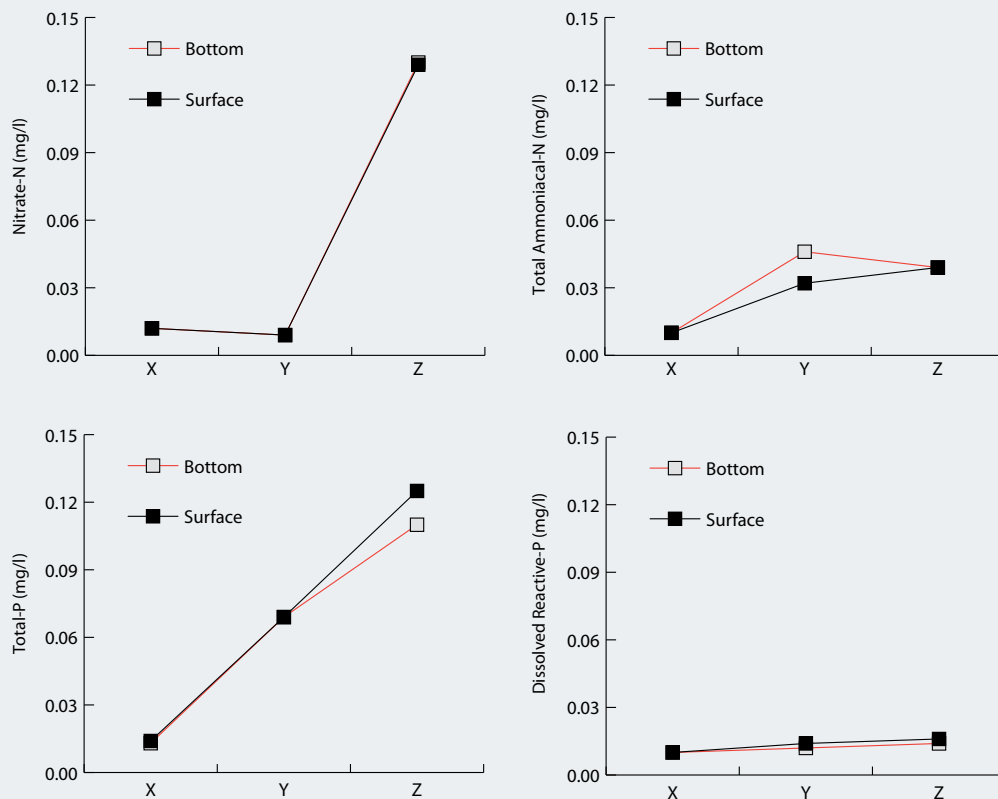 Nitrate-N (mg/l)
0.15
0.12
0.09
0.06
0.03
0.00
Bottom
Surface
X Y Z
Total Ammoniacal-N (mg/l)
0.15
0.12
0.09
0.06
0.03
0.00
Bottom
Surface
X Y Z
Total-P (mg/l)
0.15
0.12
0.09
0.06
0.03
0.00
Bottom
Surface
X Y Z
Dissolved Reactive-P (mg/l)
0.15
0.12
0.09
0.06
0.03
0.00
Bottom
Surface
X Y Z